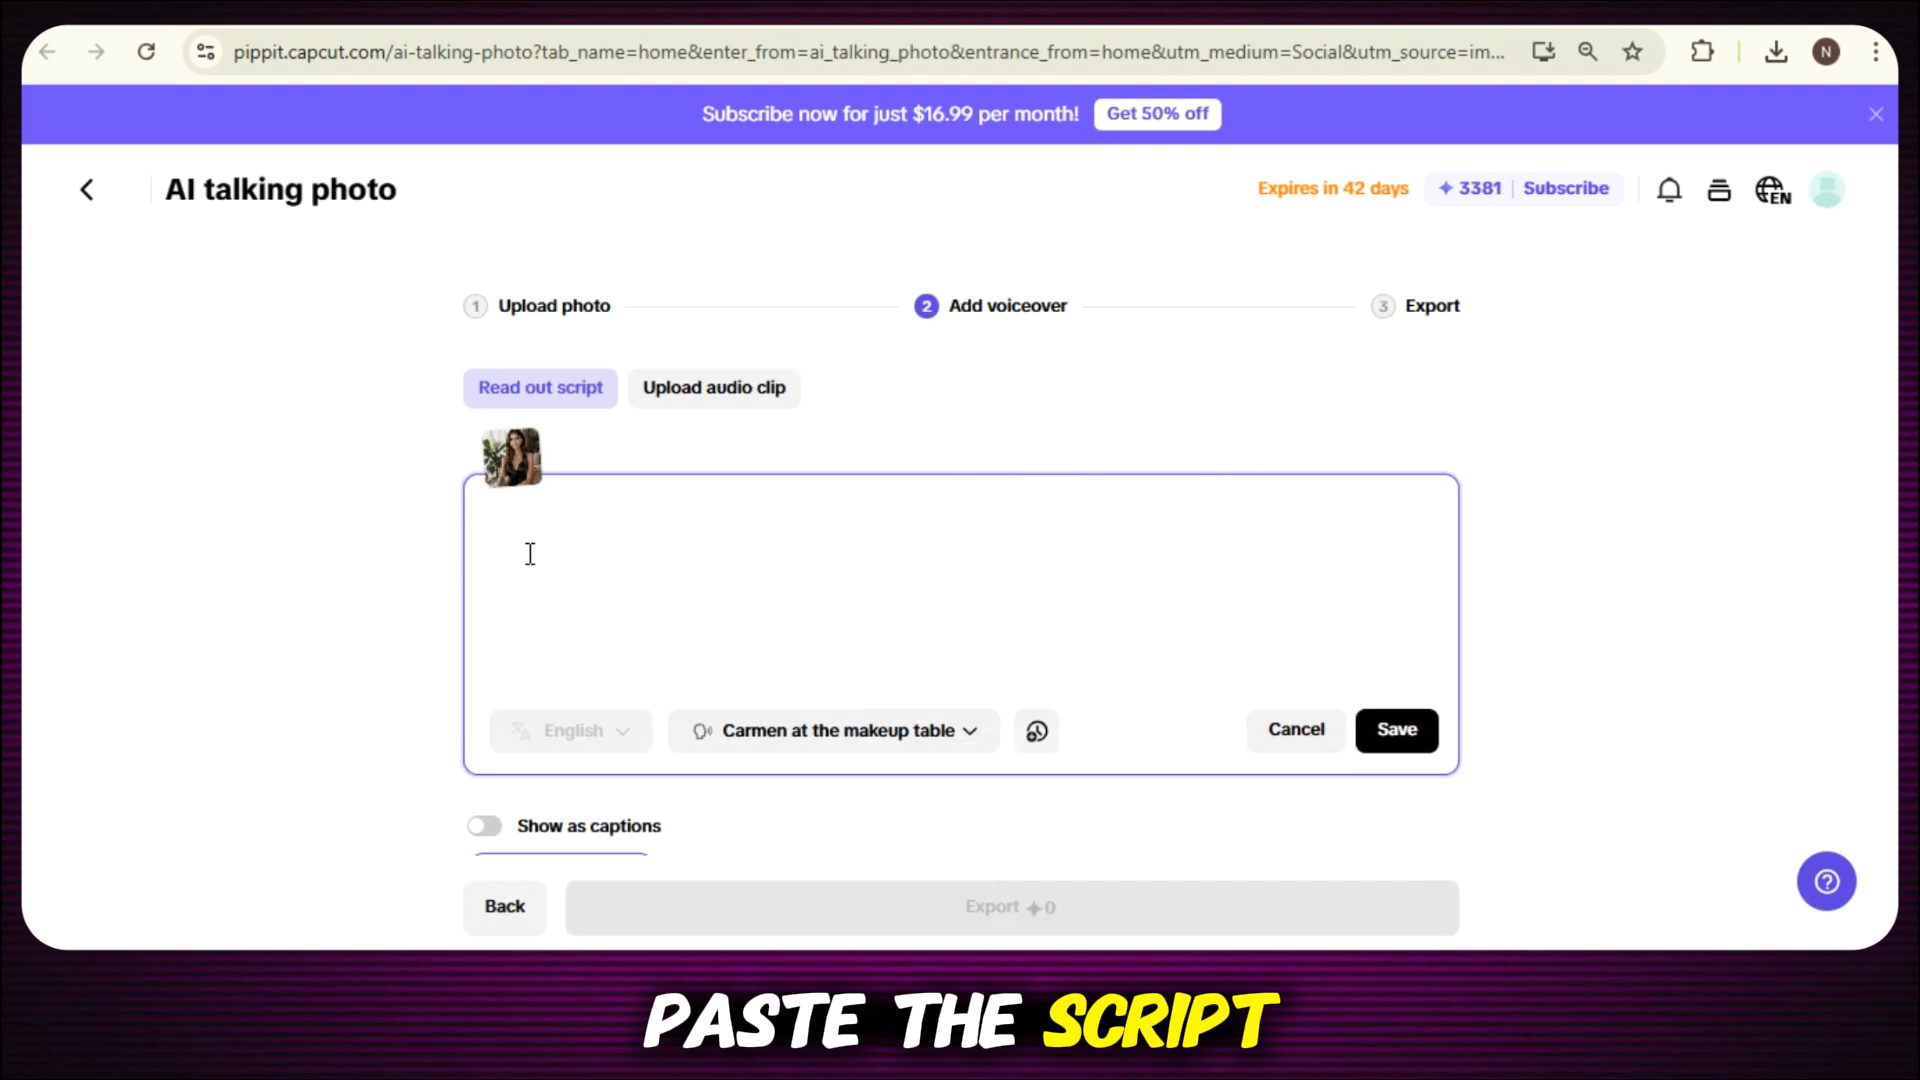 pippit.capcut.com/ai-talking-photo?tab_name=home&enter_from=ai_talking_photo&entrance_from=home&utm_medium=Social&utm_source=im...
N
Subscribe now for just $16.99 per month! Get 50% off
AI talking photo
Expires in 42 days 3381 Subscribe EN
1 Upload photo 2 Add voiceover 3 Export
Read out script Upload audio clip
English Carmen at the makeup table Cancel Save
Show as captions
Back Export 0
PASTE THE SCRIPT